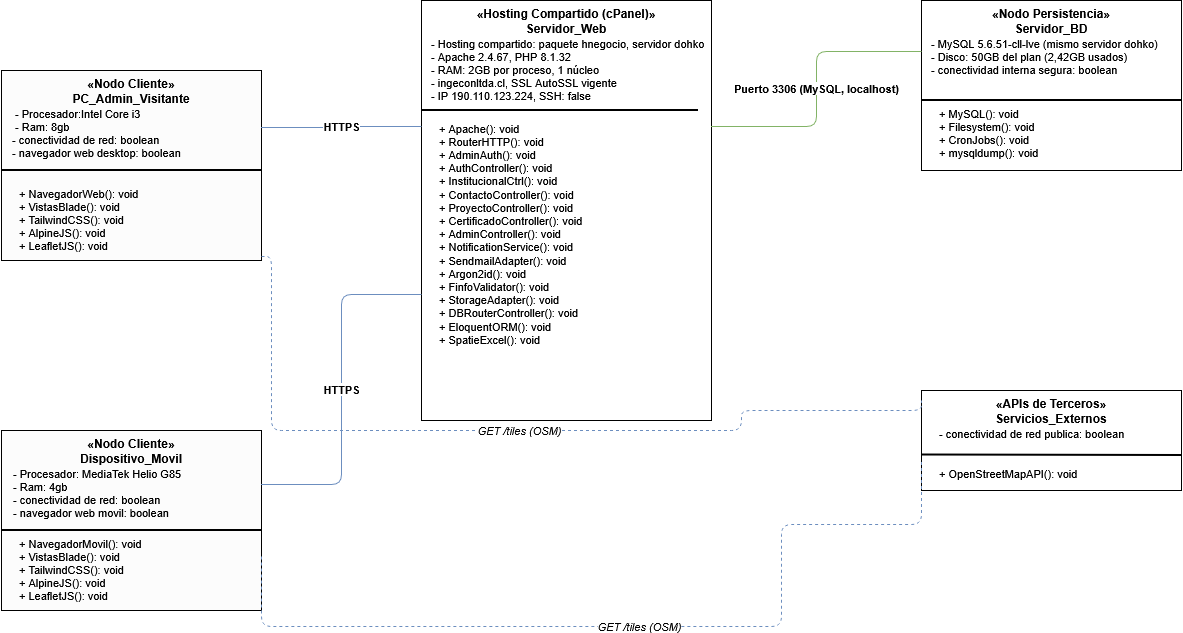 «Hosting Compartido (cPanel)»
Servidor_Web
- Hosting compartido: paquete hnegocio, servidor dohko
- Apache 2.4.67, PHP 8.1.32
- RAM: 2GB por proceso, 1 núcleo
- ingeconltda.cl, SSL AutoSSL vigente
- IP 190.110.123.224, SSH: false
+ Apache(): void
+ RouterHTTP(): void
+ AdminAuth(): void
+ AuthController(): void
+ InstitucionalCtrl(): void
+ ContactoController(): void
+ ProyectoController(): void
+ CertificadoController(): void
+ AdminController(): void
+ NotificationService(): void
+ SendmailAdapter(): void
+ Argon2id(): void
+ FinfoValidator(): void
+ StorageAdapter(): void
+ DBRouterController(): void
+ EloquentORM(): void
+ SpatieExcel(): void
«Nodo Persistencia»
Servidor_BD
- MySQL 5.6.51-cll-lve (mismo servidor dohko)
- Disco: 50GB del plan (2,42GB usados)
- conectividad interna segura: boolean
+ MySQL(): void
+ Filesystem(): void
+ CronJobs(): void
+ mysqldump(): void
Puerto 3306 (MySQL, localhost)
«Nodo Cliente»
PC_Admin_Visitante
- Procesador:Intel Core i3
- Ram: 8gb
- conectividad de red: boolean
- navegador web desktop: boolean
+ NavegadorWeb(): void
+ VistasBlade(): void
+ TailwindCSS(): void
+ AlpineJS(): void
+ LeafletJS(): void
HTTPS
HTTPS
GET /tiles (OSM)
«APIs de Terceros»
Servicios_Externos
- conectividad de red publica: boolean
+ OpenStreetMapAPI(): void
«Nodo Cliente»
Dispositivo_Movil
- Procesador: MediaTek Helio G85
- Ram: 4gb
- conectividad de red: boolean
- navegador web movil: boolean
+ NavegadorMovil(): void
+ VistasBlade(): void
+ TailwindCSS(): void
+ AlpineJS(): void
+ LeafletJS(): void
GET /tiles (OSM)